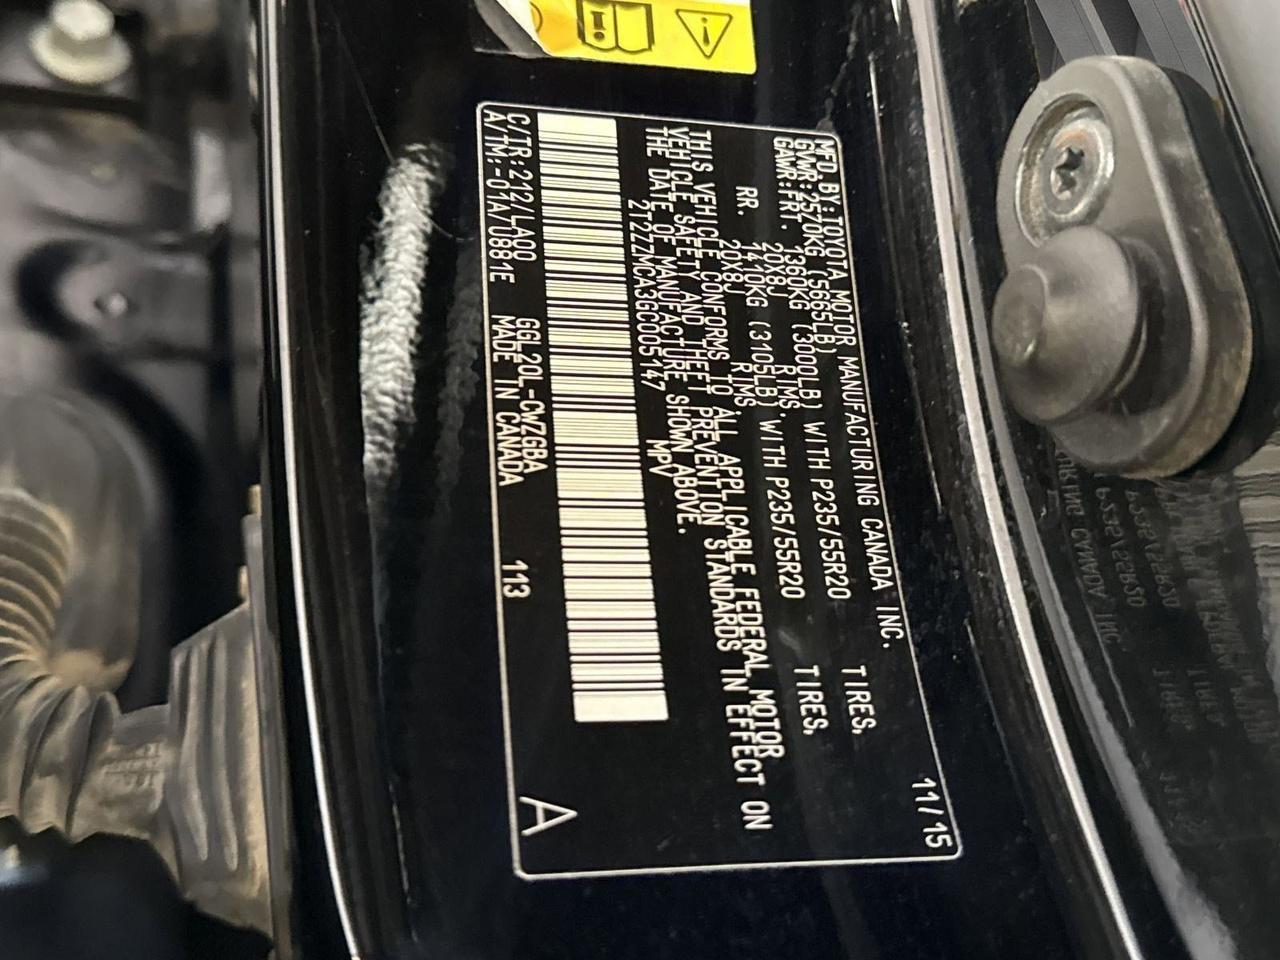 MFD. BY:TOYOTA MOTOR MANUFACTURING CANADA INC. 11/15
GVWR:2570KG (5665LB)
GAWR:FRT. 1360KG (3000LB) WITH P235/55R20 TIRES,
20X8J RIMS,
RR. 1410KG (3105LB) WITH P235/55R20 TIRES,
20X8J RIMS.
THIS VEHICLE CONFORMS TO ALL APPLICABLE FEDERAL MOTOR
VEHICLE SAFETY AND THEFT PREVENTION STANDARDS IN EFFECT ON
THE DATE OF MANUFACTURE SHOWN ABOVE.
2T2ZZMCA3GC005147 MPV
C/TR:212/LA00 GGL20L-CWZGBA 113
A/TM:-01A/0881E MADE IN CANADA
A